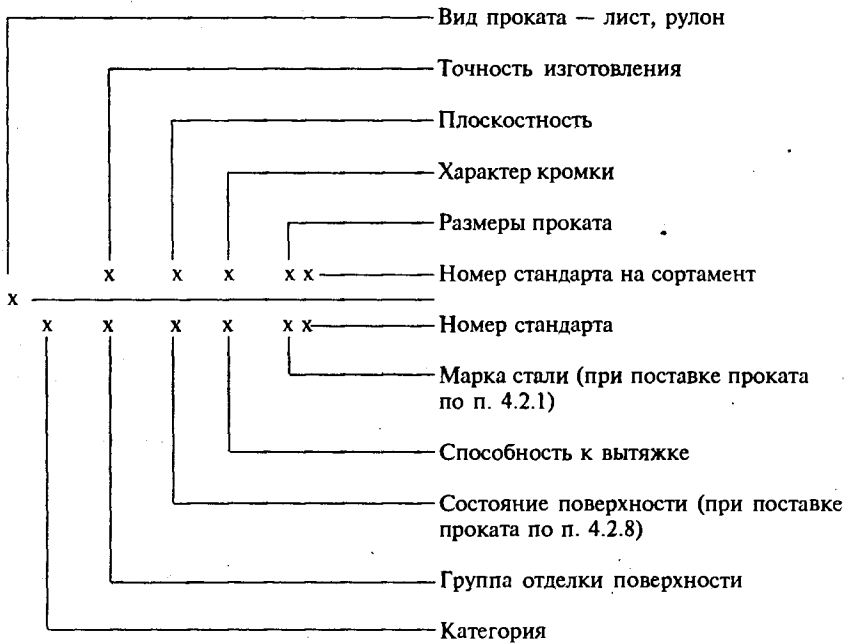 Вид проката — лист, рулон
Точность изготовления
Плоскостность
Характер кромки
Размеры проката
х х х х х Номер стандарта на сортамент
х
х х х х х х Номер стандарта
Марка стали (при поставке проката
по п. 4.2.1)
Способность к вытяжке
Состояние поверхности (при поставке
проката по п. 4.2.8)
Группа отделки поверхности
Категория